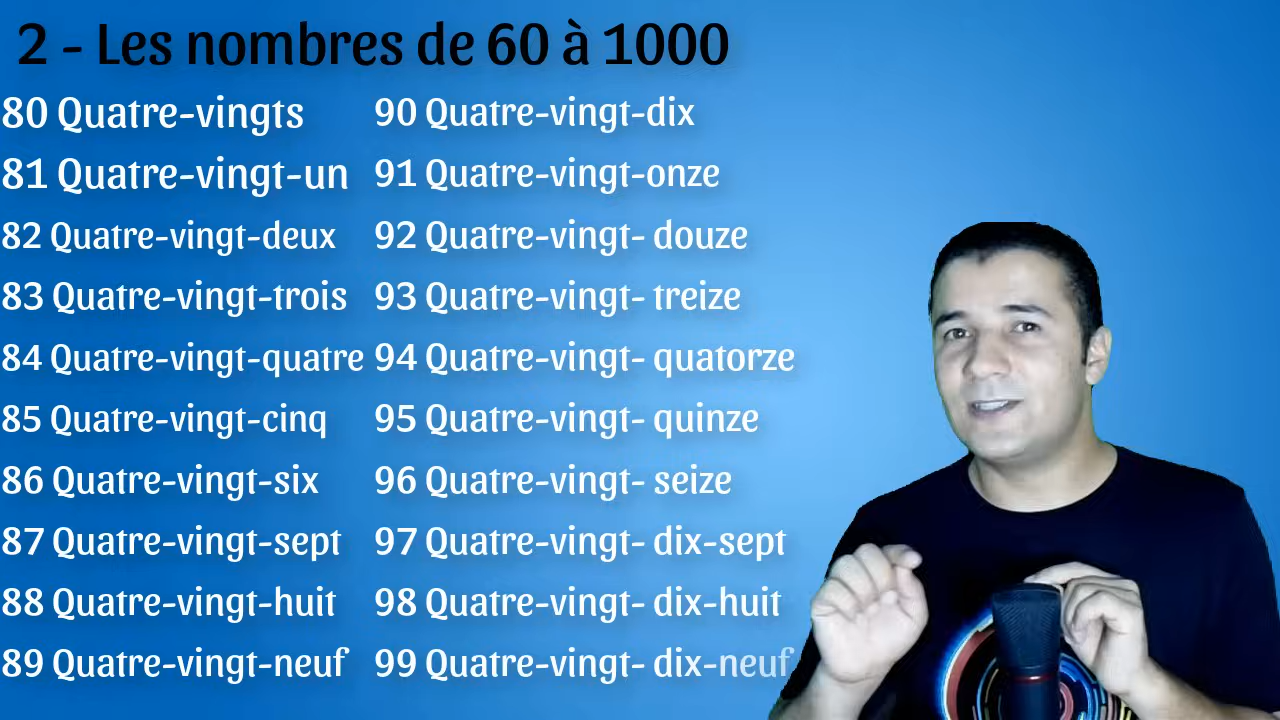 2 - Les nombres de 60 à 1000
80 Quatre-vingts
81 Quatre-vingt-un
82 Quatre-vingt-deux
83 Quatre-vingt-trois
84 Quatre-vingt-quatre
85 Quatre-vingt-cinq
86 Quatre-vingt-six
87 Quatre-vingt-sept
88 Quatre-vingt-huit
89 Quatre-vingt-neuf
90 Quatre-vingt-dix
91 Quatre-vingt-onze
92 Quatre-vingt- douze
93 Quatre-vingt- treize
94 Quatre-vingt- quatorze
95 Quatre-vingt- quinze
96 Quatre-vingt- seize
97 Quatre-vingt- dix-sept
98 Quatre-vingt- dix-huit
99 Quatre-vingt- dix-neuf